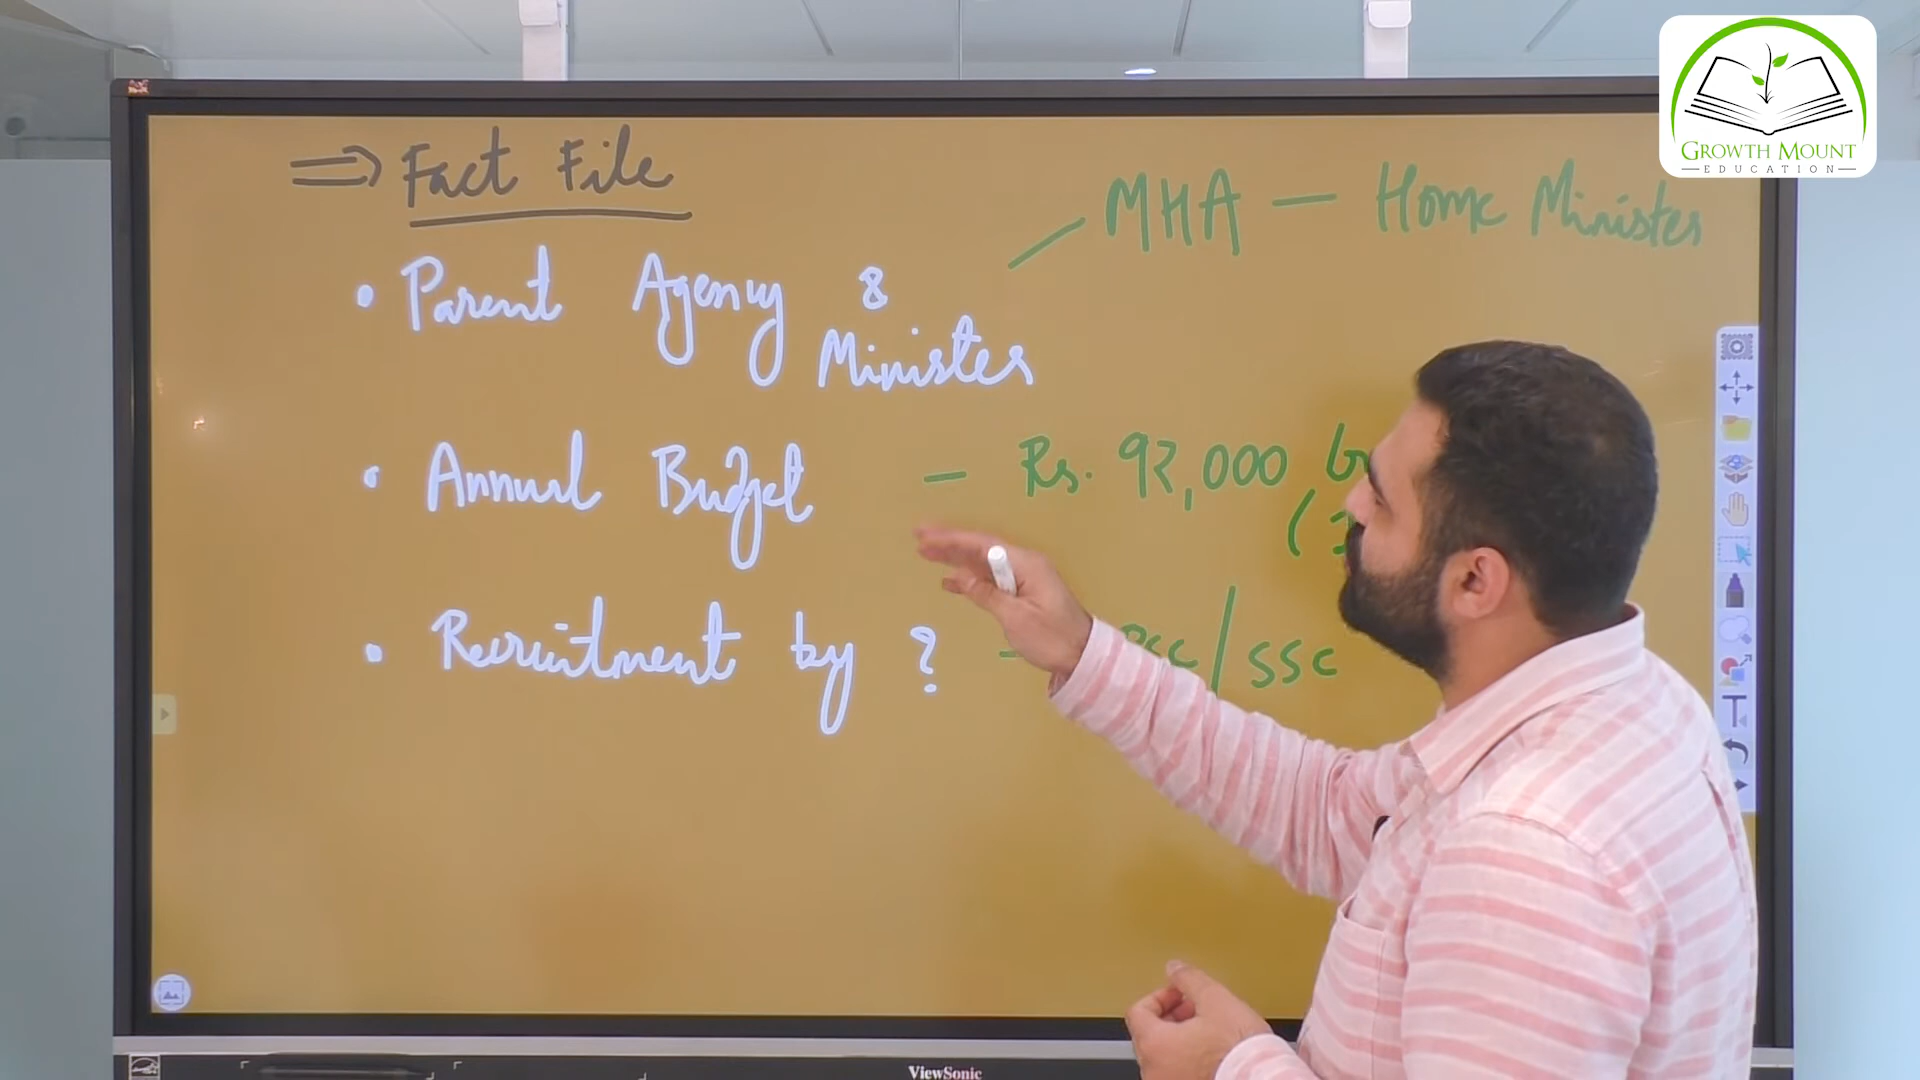 GROWTH MOUNT
EDUCATION
⇒ Fact File
• Parent Agency &
Minister
MHA — Home Minister
• Annual Budget — Rs. 92,000
(
• Recruitment by ? — / SSC
T
ViewSonic